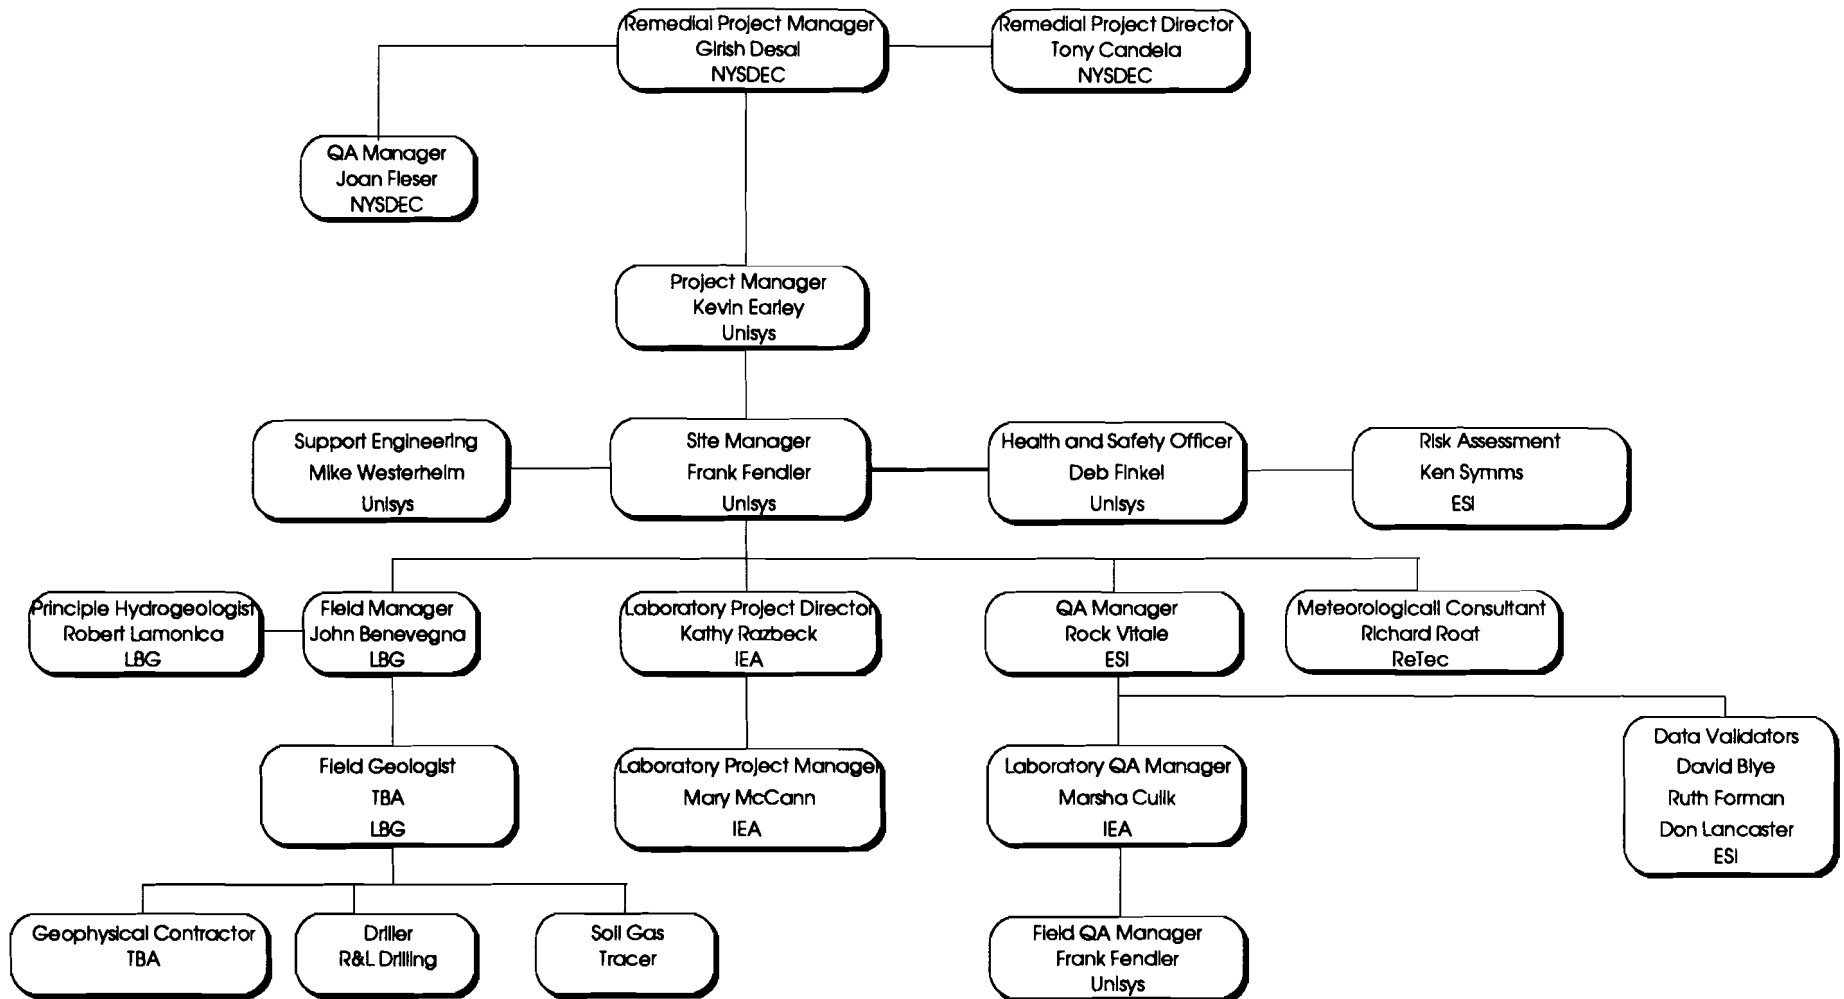 Remedial Project Manager
Girish Desai
NYSDEC
Remedial Project Director
Tony Candela
NYSDEC
QA Manager
Joan Fleser
NYSDEC
Project Manager
Kevin Earley
Unisys
Support Engineering
Mike Westerheim
Unisys
Site Manager
Frank Fendler
Unisys
Health and Safety Officer
Deb Finkel
Unisys
Risk Assessment
Ken Symms
ESI
Principle Hydrogeologist
Robert Lamonica
LBG
Field Manager
John Benevegna
LBG
Laboratory Project Director
Kathy Razbeck
IEA
QA Manager
Rock Vitale
ESI
Meteorologicall Consultant
Richard Roat
ReTec
Field Geologist
TBA
LBG
Laboratory Project Manager
Mary McCann
IEA
Laboratory QA Manager
Marsha Culik
IEA
Data Validators
David Blye
Ruth Forman
Don Lancaster
ESI
Geophysical Contractor
TBA
Driller
R&L Drilling
Soil Gas
Tracer
Field QA Manager
Frank Fendler
Unisys